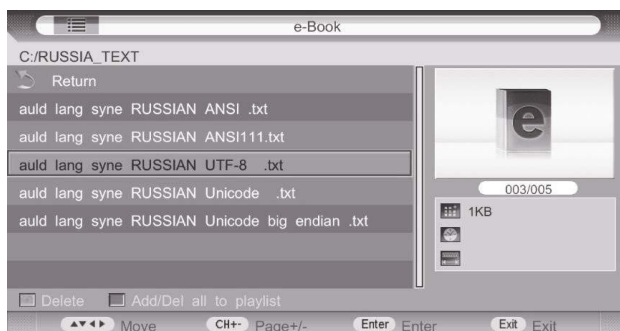 e-Book
C:/RUSSIA_TEXT
Return
auld lang syne RUSSIAN ANSI .txt
auld lang syne RUSSIAN ANSI111.txt
auld lang syne RUSSIAN UTF-8 .txt
auld lang syne RUSSIAN Unicode .txt
auld lang syne RUSSIAN Unicode big endian .txt
e
003/005
1KB
Delete Add/Del all to playlist
▲▼◄► Move CH+- Page+/- Enter Enter Exit Exit